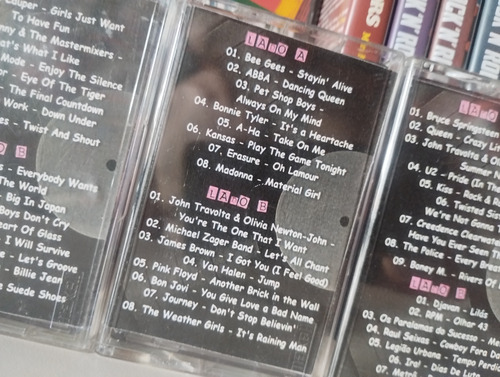 Cauper - Girls Just Want
To Have Fun
nny & The Mastermixers -
at's What I Like
Mode - Enjoy The Silence
- Eye Of The Tiger
- The Final Countdown
Work - Down Under
es - Twist And Shout
B
s - Everybody Wants
The World
- Big In Japan
Boys Don't Cry
art Of Glass
- I Will Survive
e - Let's Groove
- Billie Jean
e Suede Shoes
LADO A
01. Bee Gees - Stayin' Alive
02. ABBA - Dancing Queen
03. Pet Shop Boys -
Always On My Mind
04. Bonnie Tyler - It's a Heartache
05. A-Ha - Take On Me
06. Kansas - Play The Game Tonight
07. Erasure - Oh Lamour
08. Madonna - Material Girl
LADO B
01. John Travolta & Olivia Newton-John -
You're The One That I Want
02. Michael Zager Band - Let's All Chant
03. James Brown - I Got You (I Feel Good)
04. Van Halen - Jump
05. Pink Floyd - Another Brick in the Wall
06. Bon Jovi - You Give Love a Bad Name
07. Journey - Don't Stop Believin'
08. The Weather Girls - It's Raining Man
LADO
01. Bruce Springsteen
02. Queen - Crazy Lit
03. John Travolta &
Summer
04. U2 - Pride (In Th
05. Kiss - Rock &
06. Twisted S
We're Not Gonna
07. Creedence Clearwat
Have You Ever Seen Th
08. The Police - Every B
09. Boney M. - Rivers Of
LADO B
01. Djavan - Lilás
02. RPM - Olhar 43
03. Os Paralamas do Sucesso - M
04. Raul Seixas - Cowboy Fora D
05. Legião Urbana - Tempo Perdi
06. Ira! - Dias De Luta
07. Metrô